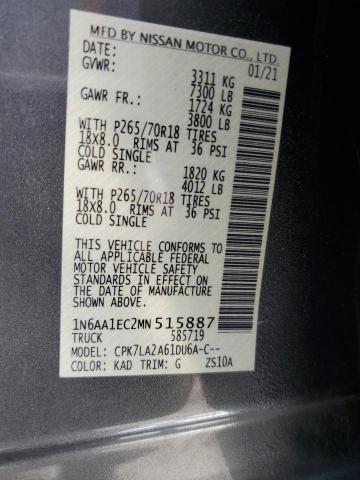 MFD BY NISSAN MOTOR CO., LTD.
DATE: 01/21
GVWR: 3311 KG
7300 LB
GAWR FR.: 1724 KG
3800 LB
WITH P265/70R18 TIRES
18X8.0 RIMS AT 36 PSI
COLD SINGLE
GAWR RR.: 1820 KG
4012 LB
WITH P265/70R18 TIRES
18X8.0 RIMS AT 36 PSI
COLD SINGLE
THIS VEHICLE CONFORMS TO
ALL APPLICABLE FEDERAL
MOTOR VEHICLE SAFETY
STANDARDS IN EFFECT ON
THE DATE OF MANUFACTURE
SHOWN ABOVE.
1N6AA1EC2MN515887
TRUCK 585719
MODEL: CPK7LA2A61DU6A-C--
COLOR: KAD TRIM: G ZS10A